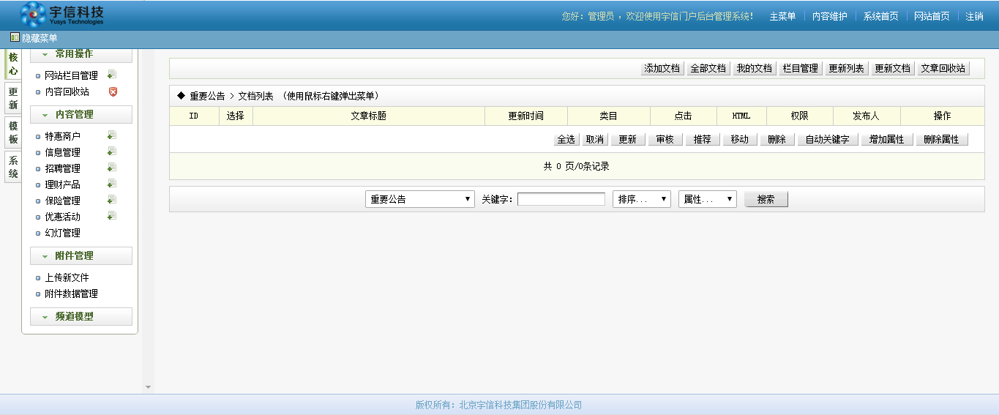 宇信科技
Yusys Technologies
您好：管理员 ，欢迎使用宇信门户后台管理系统！ 主菜单 内容维护 系统首页 网站首页 注销
隐藏菜单
核心
更新
模板
系统
常用操作
网站栏目管理
内容回收站
内容管理
特惠商户
信息管理
招聘管理
理财产品
保险管理
优惠活动
幻灯管理
附件管理
上传新文件
附件数据管理
频道模型
添加文档 全部文档 我的文档 栏目管理 更新列表 更新文档 文章回收站
◆ 重要公告 > 文档列表 （使用鼠标右键弹出菜单）
ID 选择 文章标题 更新时间 类目 点击 HTML 权限 发布人 操作
全选 取消 更新 审核 推荐 移动 删除 自动关键字 增加属性 删除属性
共 0 页/0条记录
重要公告 关键字： 排序... 属性... 搜索
版权所有：北京宇信科技集团股份有限公司